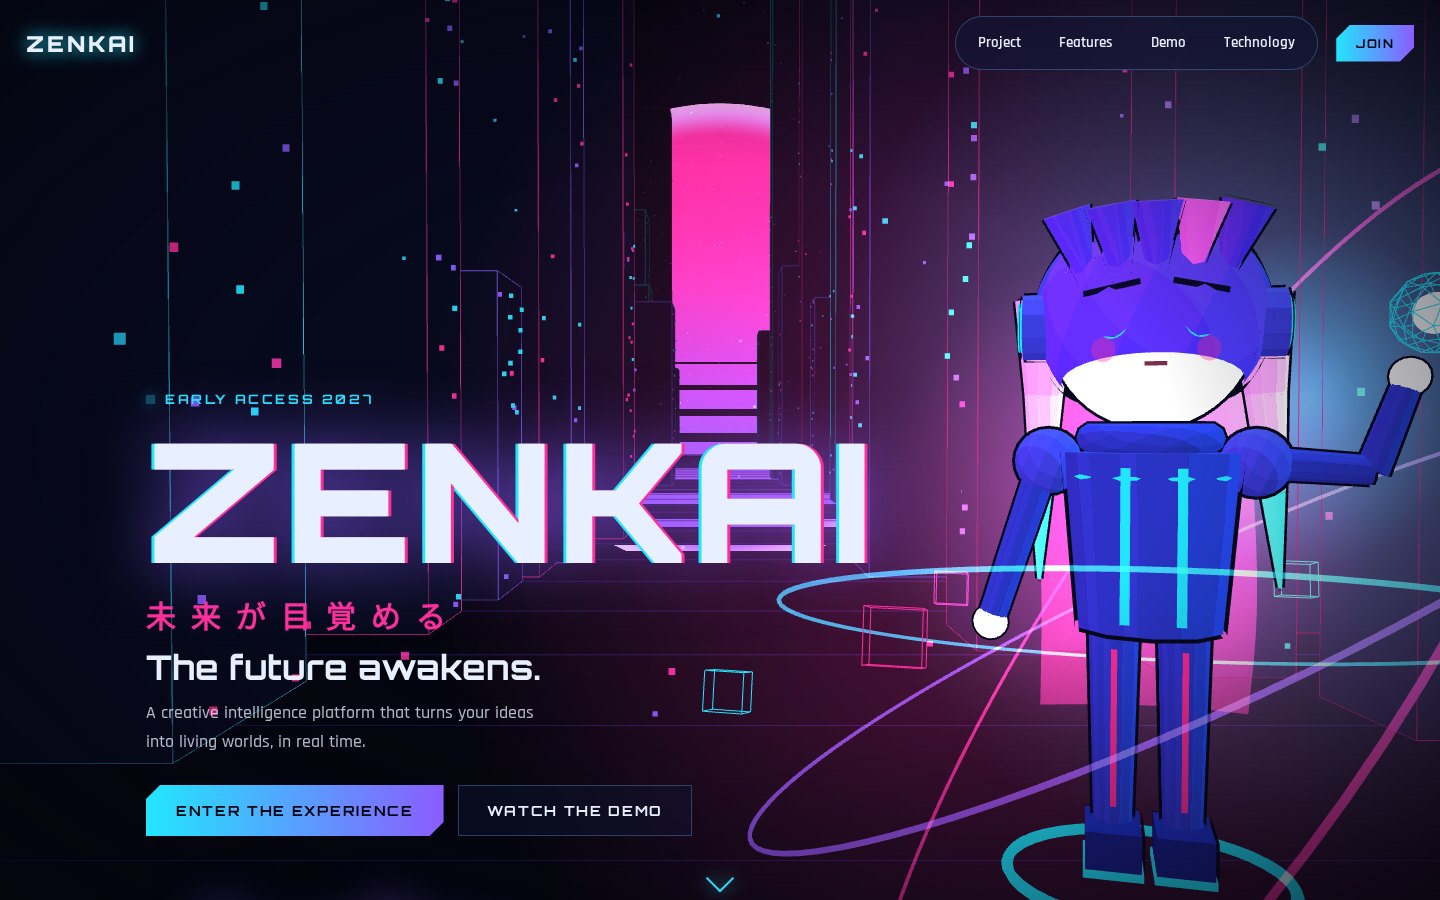 ZENKAI
Project Features Demo Technology
JOIN
EARLY ACCESS 2027
ZENKAI
未来が目覚める
The future awakens.
A creative intelligence platform that turns your ideas
into living worlds, in real time.
ENTER THE EXPERIENCE
WATCH THE DEMO